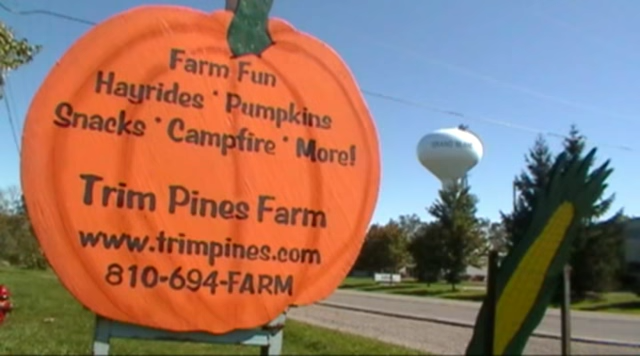 Farm Fun
Hayrides * Pumpkins
Snacks * Campfire * More!
Trim Pines Farm
www.trimpines.com
810-694-FARM